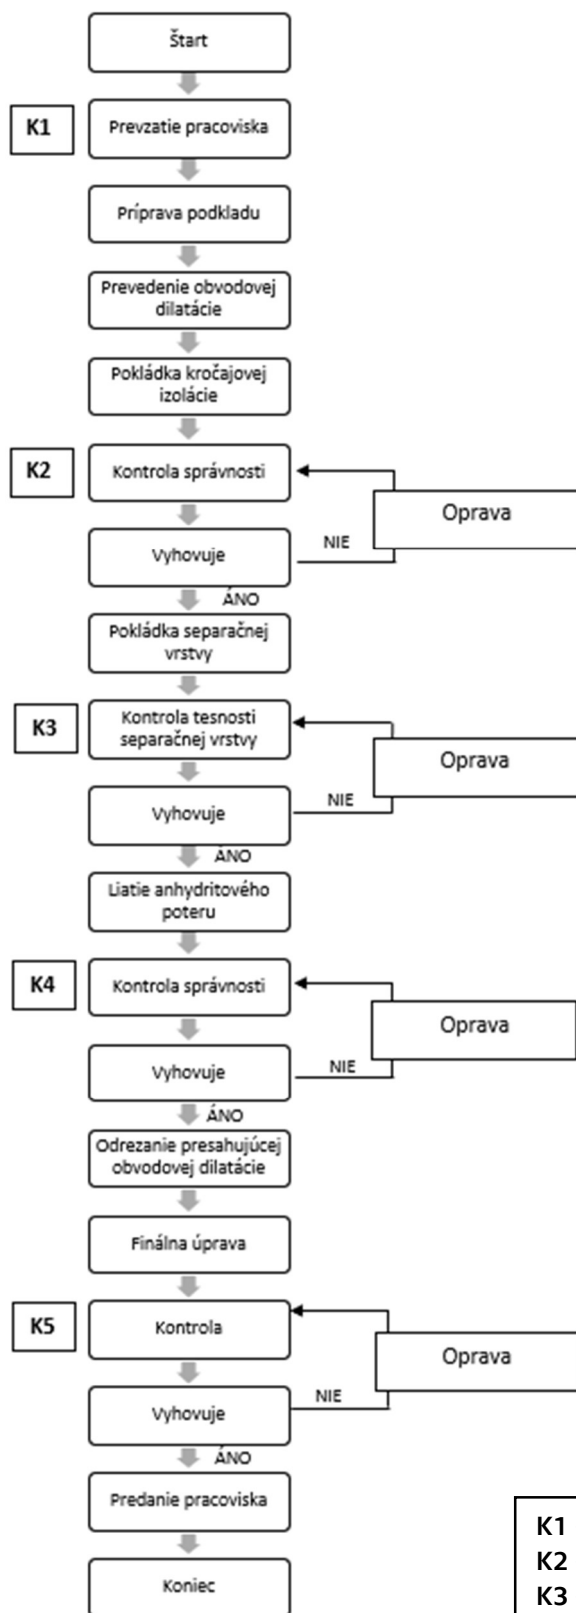 Štart
K1
Prevzatie pracoviska
Príprava podkladu
Prevedenie obvodovej
dilatácie
Pokládka kročajovej
izolácie
K2
Kontrola správnosti
Oprava
NIE
Vyhovuje
ÁNO
Pokládka separačnej
vrstvy
K3
Kontrola tesnosti
separačnej vrstvy
Oprava
NIE
Vyhovuje
ÁNO
Liatie anhydritového
poteru
K4
Kontrola správnosti
Oprava
NIE
Vyhovuje
ÁNO
Odrezanie presahujúcej
obvodovej dilatácie
Finálna úprava
K5
Kontrola
Oprava
NIE
Vyhovuje
ÁNO
Predanie pracoviska
Koniec
K1
K2
K3